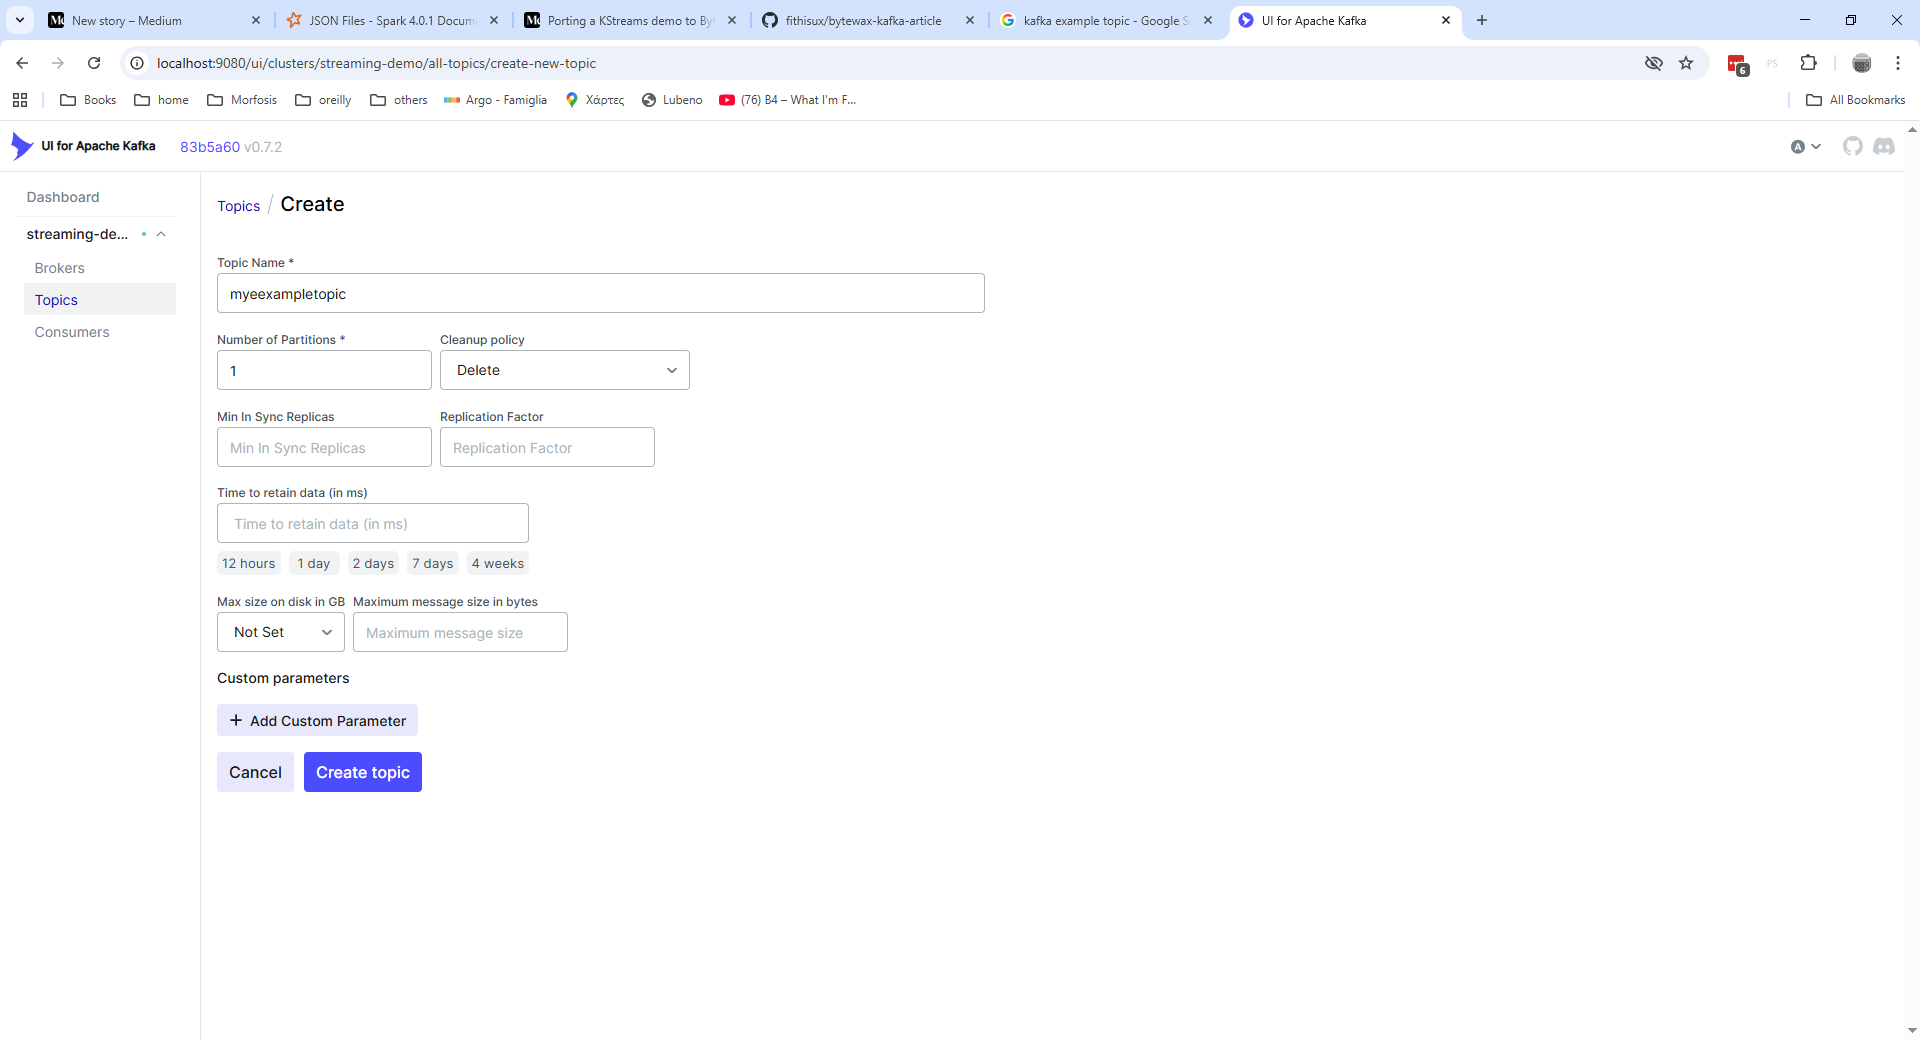 New story – Medium
JSON Files - Spark 4.0.1 Docum
Porting a KStreams demo to By
fithisux/bytewax-kafka-article
kafka example topic - Google S
UI for Apache Kafka
localhost:9080/ui/clusters/streaming-demo/all-topics/create-new-topic
6
PS
Books
home
Morfosis
oreilly
others
Argo - Famiglia
Χάρτες
Lubeno
(76) B4 – What I'm F...
All Bookmarks
UI for Apache Kafka
83b5a60 v0.7.2
A
Dashboard
streaming-de...
Brokers
Topics
Consumers
Topics / Create
Topic Name *
myeexampletopic
Number of Partitions *
Cleanup policy
1
Delete
Min In Sync Replicas
Replication Factor
Min In Sync Replicas
Replication Factor
Time to retain data (in ms)
Time to retain data (in ms)
12 hours
1 day
2 days
7 days
4 weeks
Max size on disk in GB
Maximum message size in bytes
Not Set
Maximum message size
Custom parameters
+ Add Custom Parameter
Cancel
Create topic